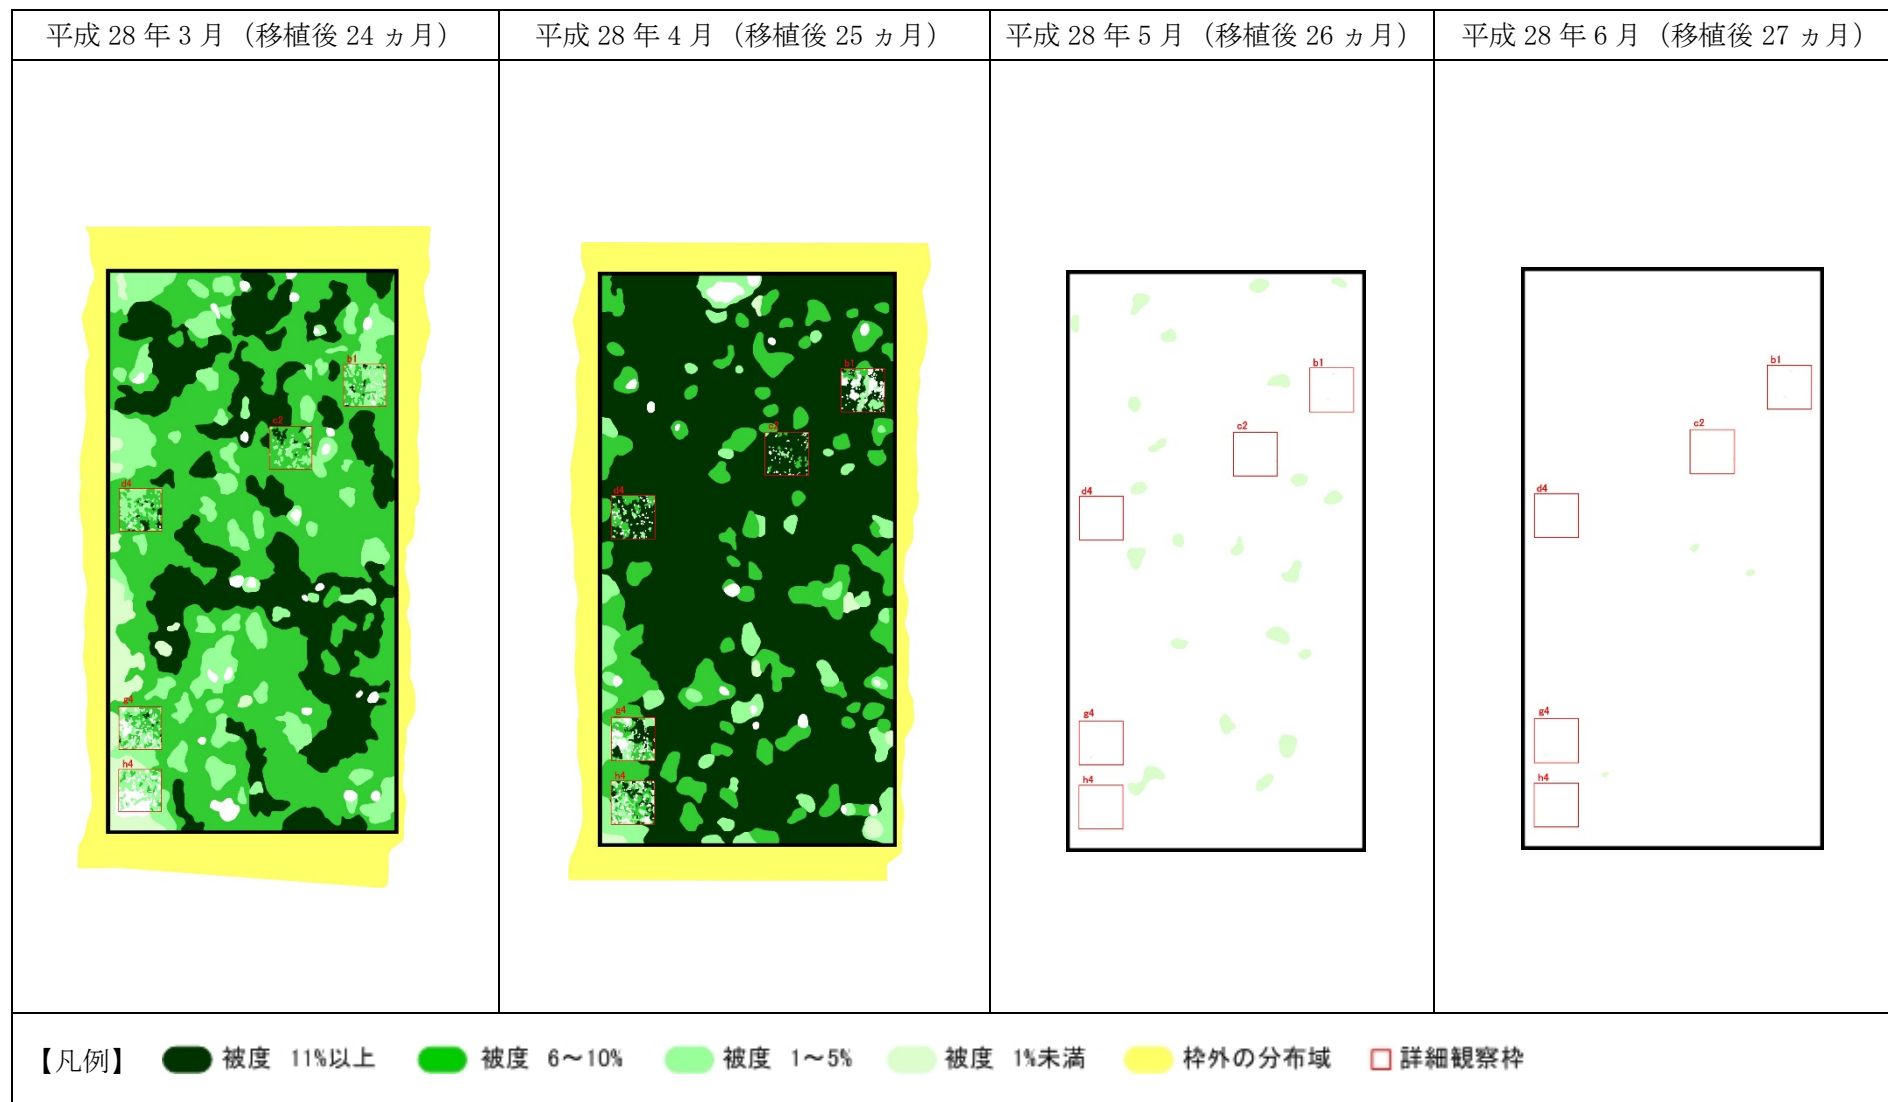 平成 28 年 3 月（移植後 24 ヵ月）
平成 28 年 4 月（移植後 25 ヵ月）
平成 28 年 5 月（移植後 26 ヵ月）
平成 28 年 6 月（移植後 27 ヵ月）
b1
c2
d4
g4
h4
b1
c2
d4
g4
h4
b1
c2
d4
g4
h4
b1
c2
d4
g4
h4
【凡例】 被度 11%以上 被度 6～10% 被度 1～5% 被度 1%未満 枠外の分布域 詳細観察枠